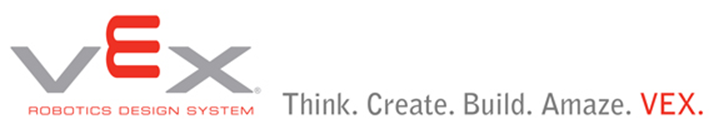 VEX®
ROBOTICS DESIGN SYSTEM
Think. Create. Build. Amaze. VEX.